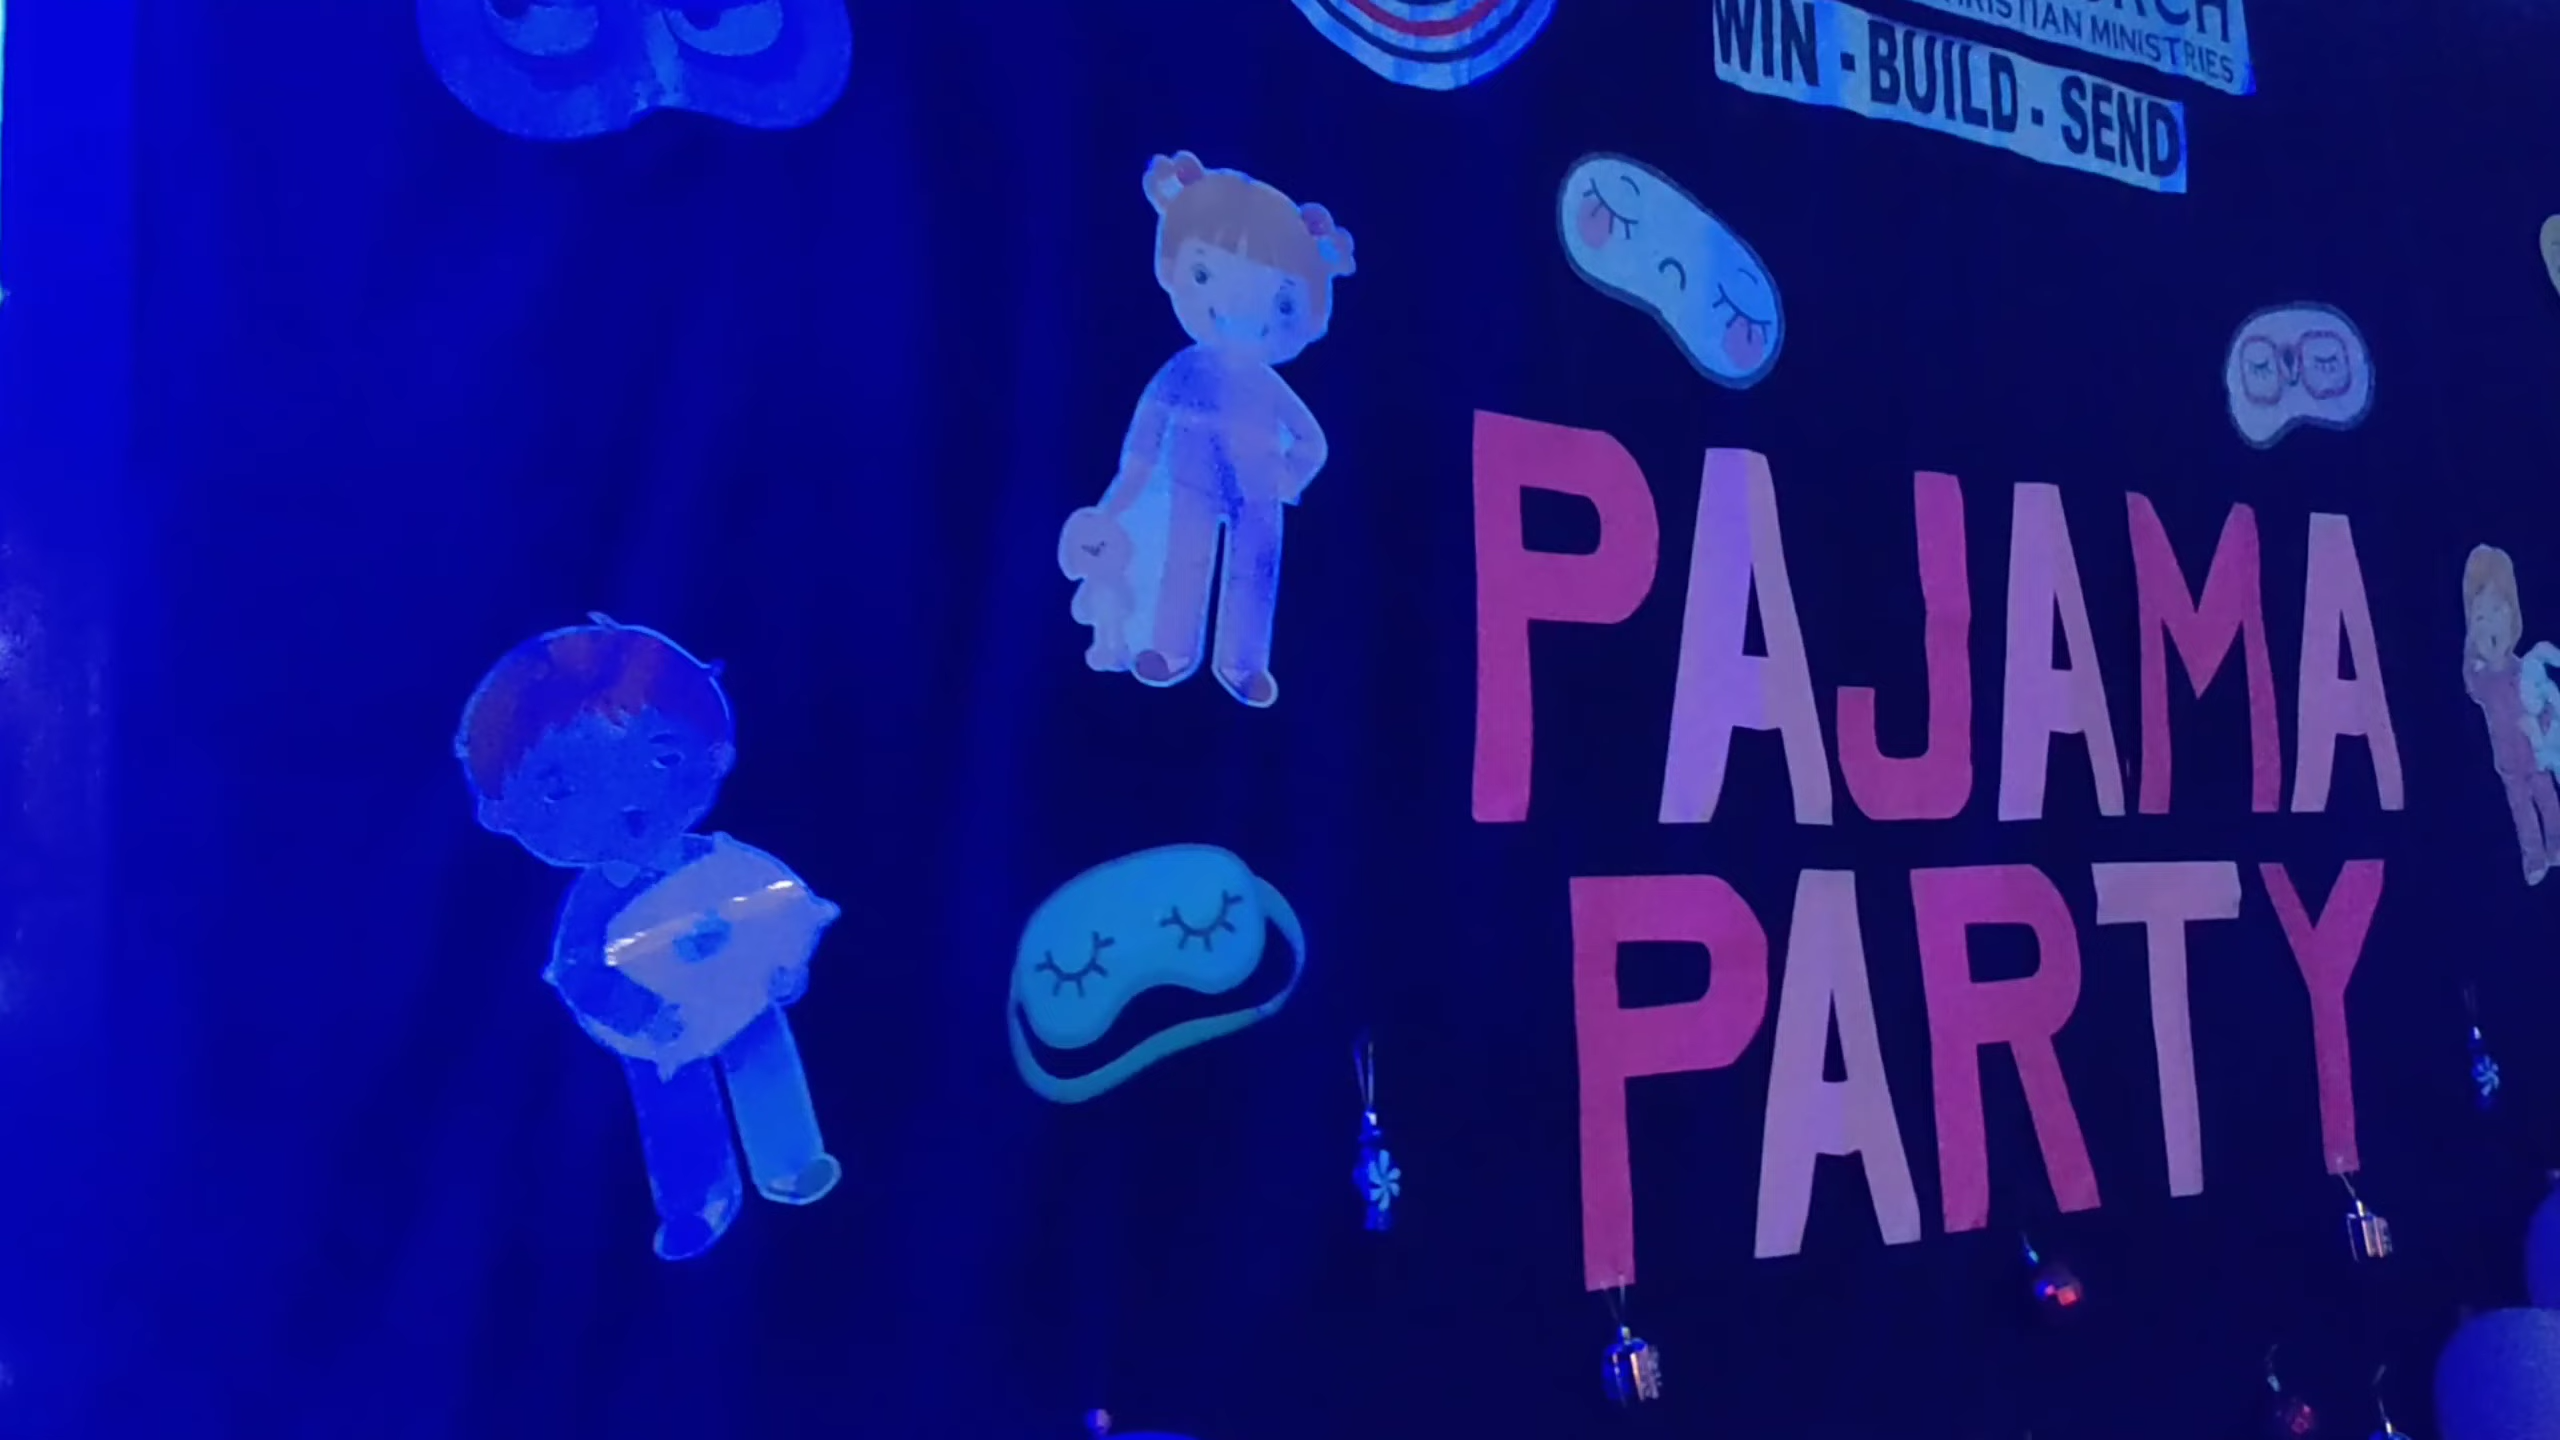 CHRISTIAN MINISTRIES
WIN - BUILD - SEND
PAJAMA
PARTY